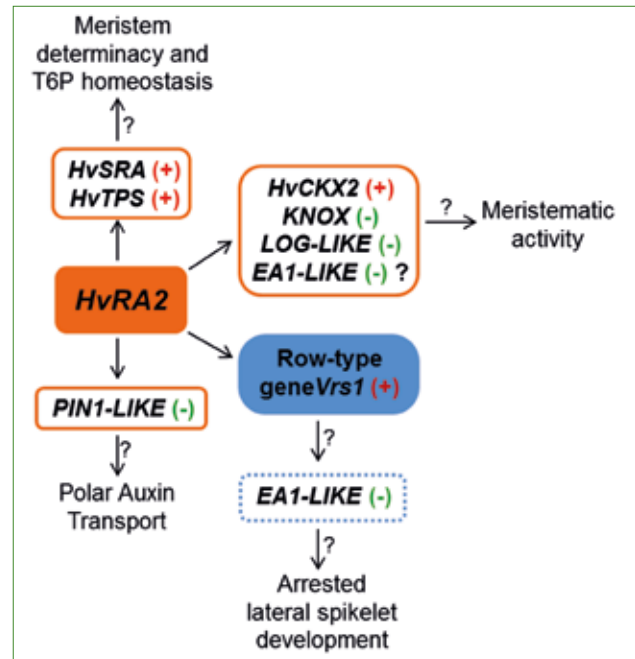 Meristem
determinacy and
T6P homeostasis
?
HvSRA (+)
HvTPS (+)
HvCKX2 (+)
KNOX (-)
LOG-LIKE (-)
EA1-LIKE (-) ?
?
Meristematic
activity
HvRA2
Row-type
geneVrs1 (+)
PIN1-LIKE (-)
?
Polar Auxin
Transport
?
EA1-LIKE (-)
?
Arrested
lateral spikelet
development